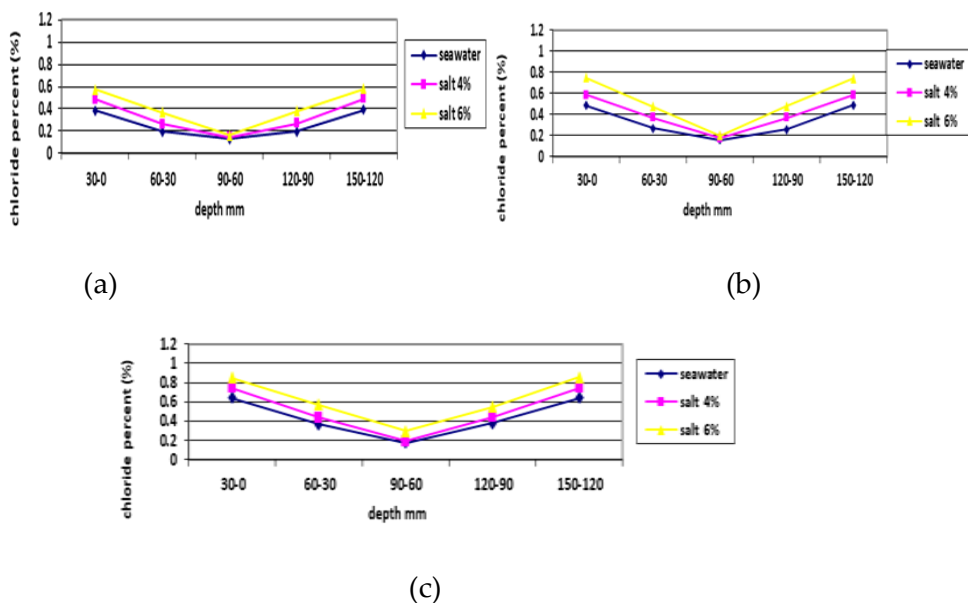 1.2
1
0.8
0.6
0.4
0.2
0
chloride percent (%)
30-0 60-30 90-60 120-90 150-120
depth mm
seawater
salt 4%
salt 6%
(a)
1.2
1
0.8
0.6
0.4
0.2
0
chloride percent (%)
30-0 60-30 90-60 120-90 150-120
depth mm
seawater
salt 4%
salt 6%
(b)
1.2
1
0.8
0.6
0.4
0.2
0
chloride percent (%)
30-0 60-30 90-60 120-90 150-120
depth mm
seawater
salt 4%
salt 6%
(c)